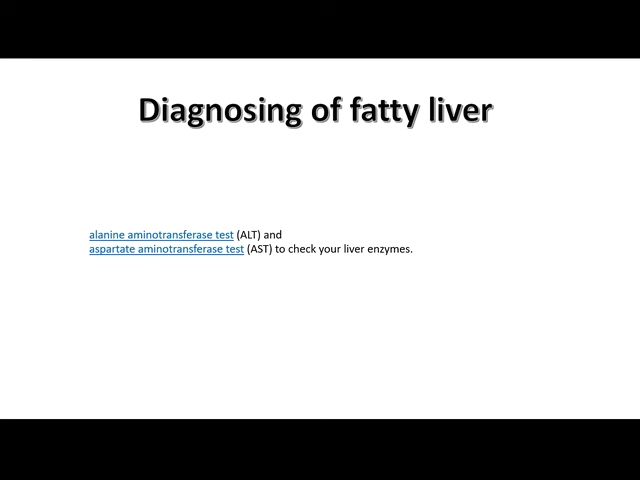 Diagnosing of fatty liver
alanine aminotransferase test (ALT) and
aspartate aminotransferase test (AST) to check your liver enzymes.